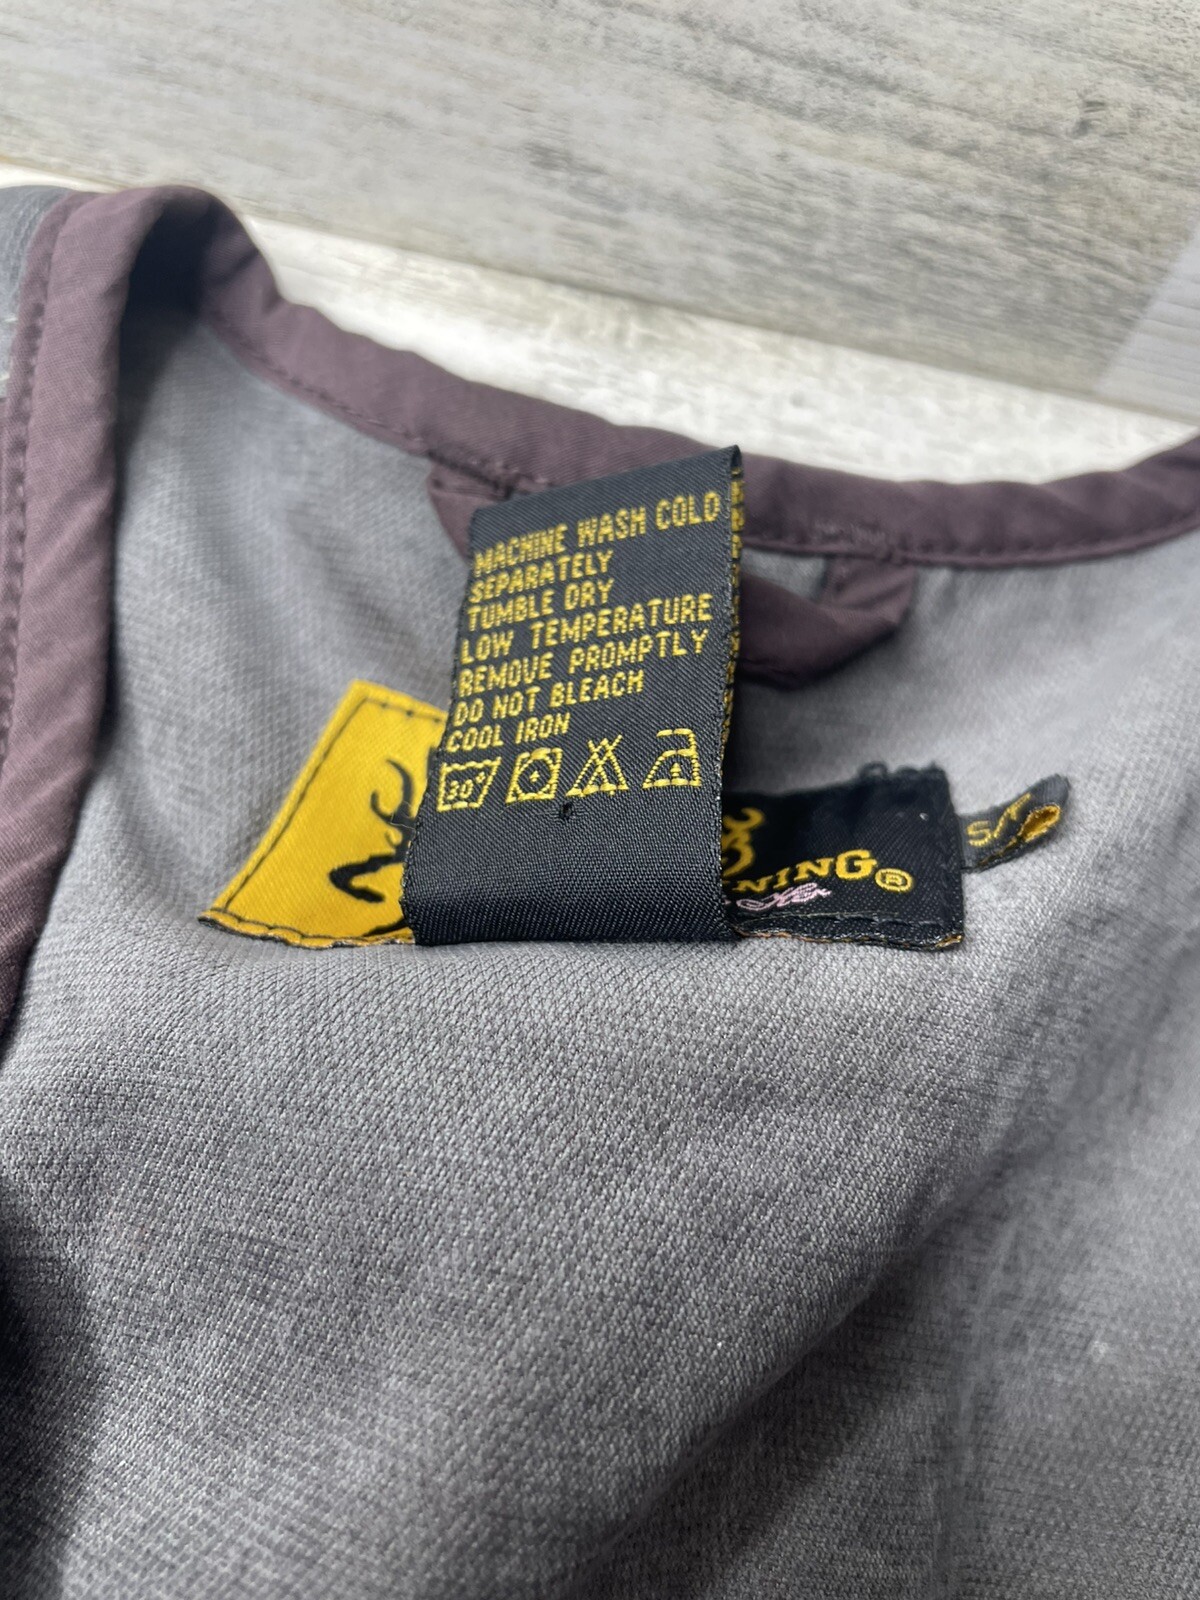 MACHINE WASH COLD
SEPARATELY
TUMBLE DRY
LOW TEMPERATURE
REMOVE PROMPTLY
DO NOT BLEACH
COOL IRON
30°
NING®
S/